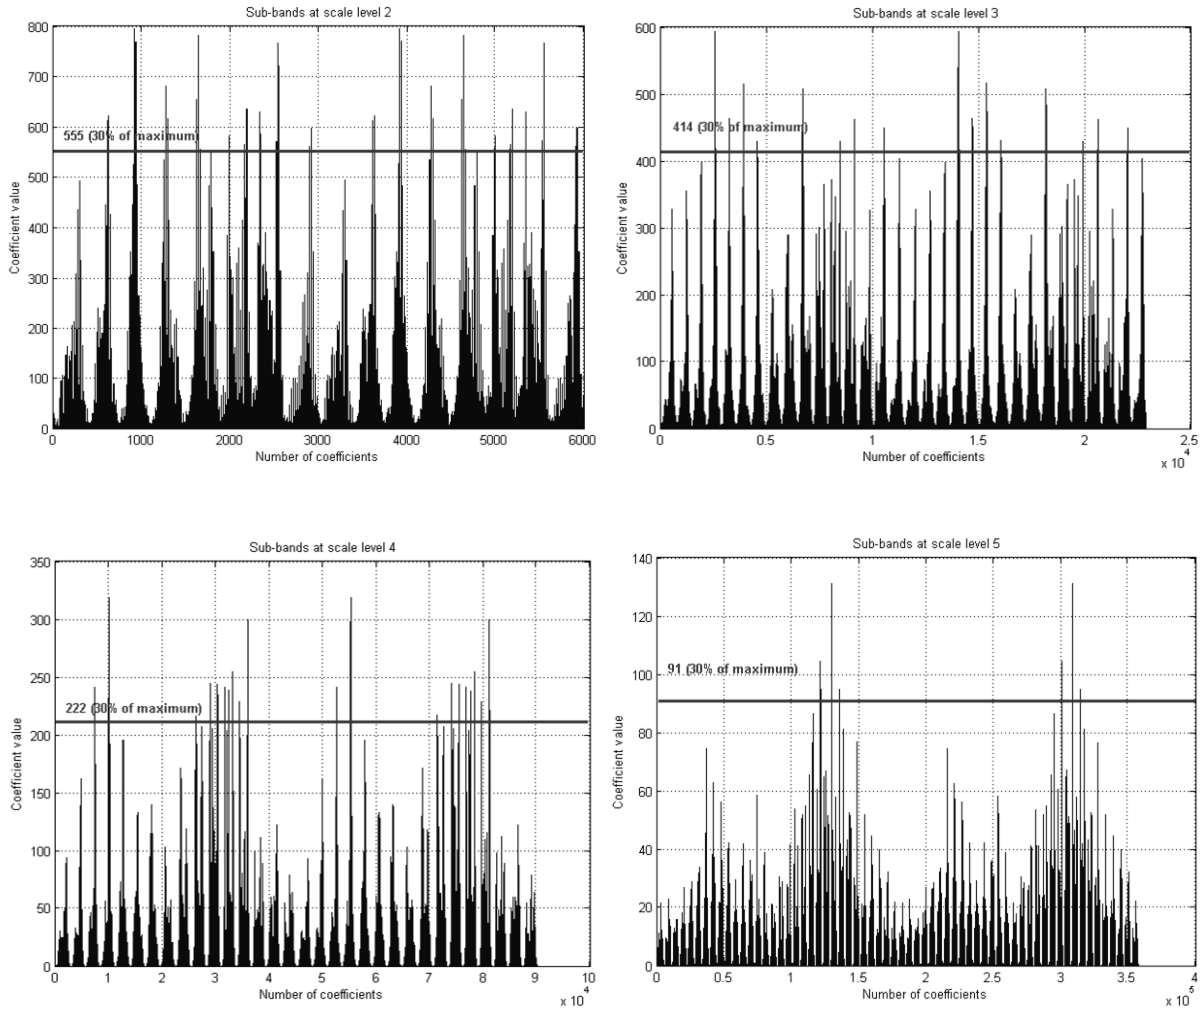 Sub-bands at scale level 2
800
700
600
500
400
300
200
100
0
Coefficient value
555 (30% of maximum)
0 1000 2000 3000 4000 5000 6000
Number of coefficients
Sub-bands at scale level 3
600
500
400
300
200
100
0
Coefficient value
414 (30% of maximum)
0 0.5 1 1.5 2 2.5
Number of coefficients
x 10^4
Sub-bands at scale level 4
350
300
250
200
150
100
50
0
Coefficient value
222 (30% of maximum)
0 1 2 3 4 5 6 7 8 9 10
Number of coefficients
x 10^4
Sub-bands at scale level 5
140
120
100
80
60
40
20
0
Coefficient value
91 (30% of maximum)
0 0.5 1 1.5 2 2.5 3 3.5 4
Number of coefficients
x 10^5